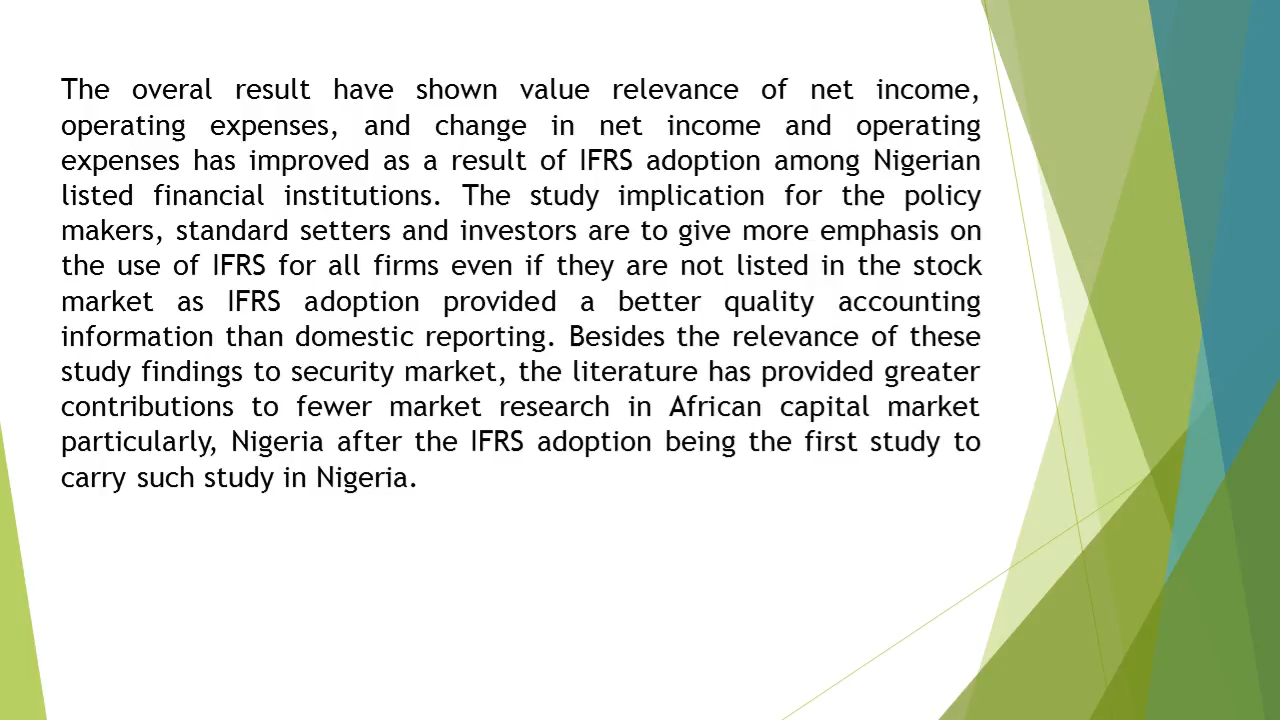 The overal result have shown value relevance of net income,
operating expenses, and change in net income and operating
expenses has improved as a result of IFRS adoption among Nigerian
listed financial institutions. The study implication for the policy
makers, standard setters and investors are to give more emphasis on
the use of IFRS for all firms even if they are not listed in the stock
market as IFRS adoption provided a better quality accounting
information than domestic reporting. Besides the relevance of these
study findings to security market, the literature has provided greater
contributions to fewer market research in African capital market
particularly, Nigeria after the IFRS adoption being the first study to
carry such study in Nigeria.